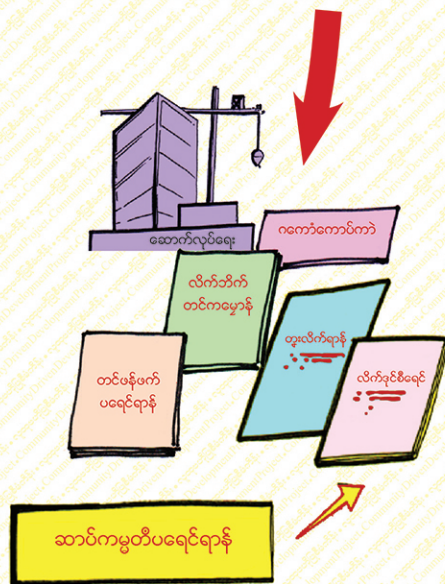 ဆောက်လုပ်ရေး
ဂကောံကောပ်ကာဲ
လိက်ဘိက်
တင်ကမၠောန်
တၟးလိက်ရာန်
တင်ဖန်ဖက်
ပရေင်ရာန်
လိက်ဒုင်စဳရေင်
ဆာပ်ကမ္မတဳပရေင်ရာန်